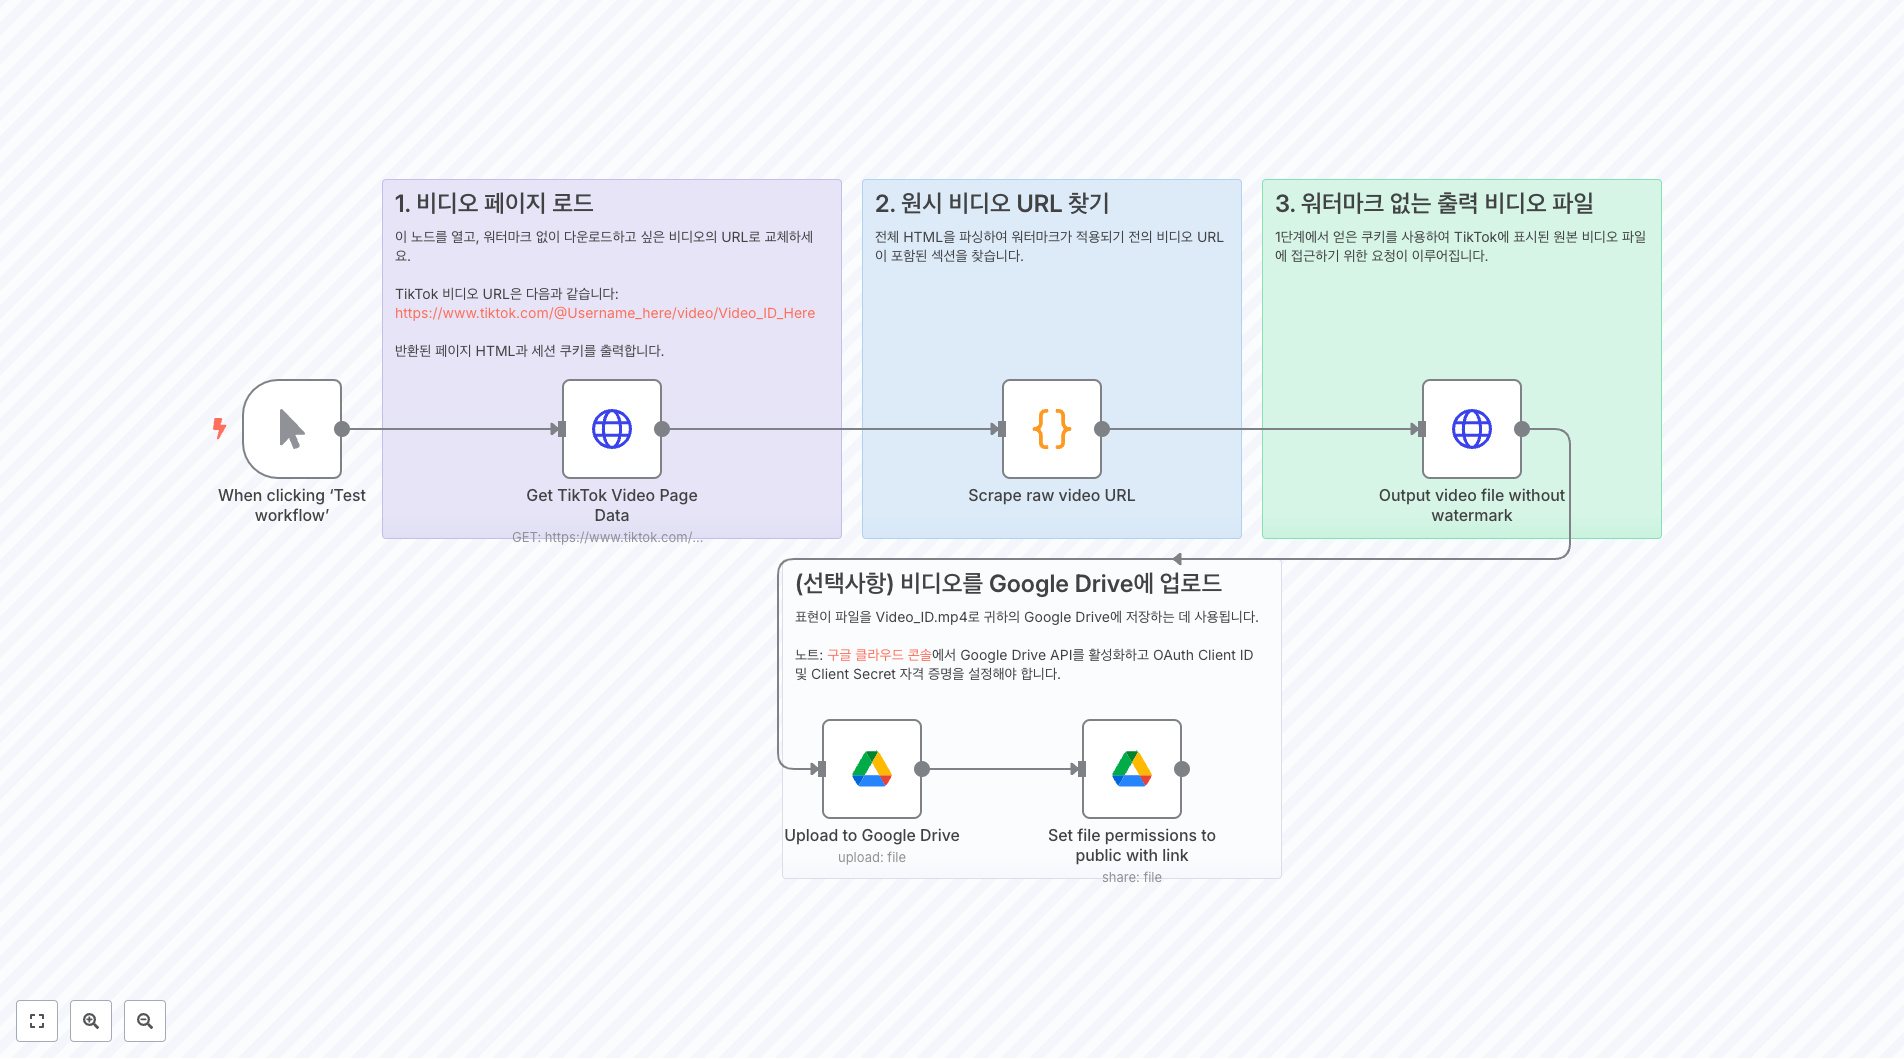 1. 비디오 페이지 로드
이 노드를 열고, 워터마크 없이 다운로드하고 싶은 비디오의 URL로 교체하세
요.
TikTok 비디오 URL은 다음과 같습니다:
https://www.tiktok.com/@Username_here/video/Video_ID_Here
반환된 페이지 HTML과 세션 쿠키를 출력합니다.
2. 원시 비디오 URL 찾기
전체 HTML을 파싱하여 워터마크가 적용되기 전의 비디오 URL
이 포함된 섹션을 찾습니다.
3. 워터마크 없는 출력 비디오 파일
1단계에서 얻은 쿠키를 사용하여 TikTok에 표시된 원본 비디오 파일
에 접근하기 위한 요청이 이루어집니다.
When clicking ‘Test
workflow’
Get TikTok Video Page
Data
GET: https://www.tiktok.com/...
Scrape raw video URL
Output video file without
watermark
(선택사항) 비디오를 Google Drive에 업로드
표현이 파일을 Video_ID.mp4로 귀하의 Google Drive에 저장하는 데 사용됩니다.
노트: 구글 클라우드 콘솔에서 Google Drive API를 활성화하고 OAuth Client ID
및 Client Secret 자격 증명을 설정해야 합니다.
Upload to Google Drive
upload: file
Set file permissions to
public with link
share: file